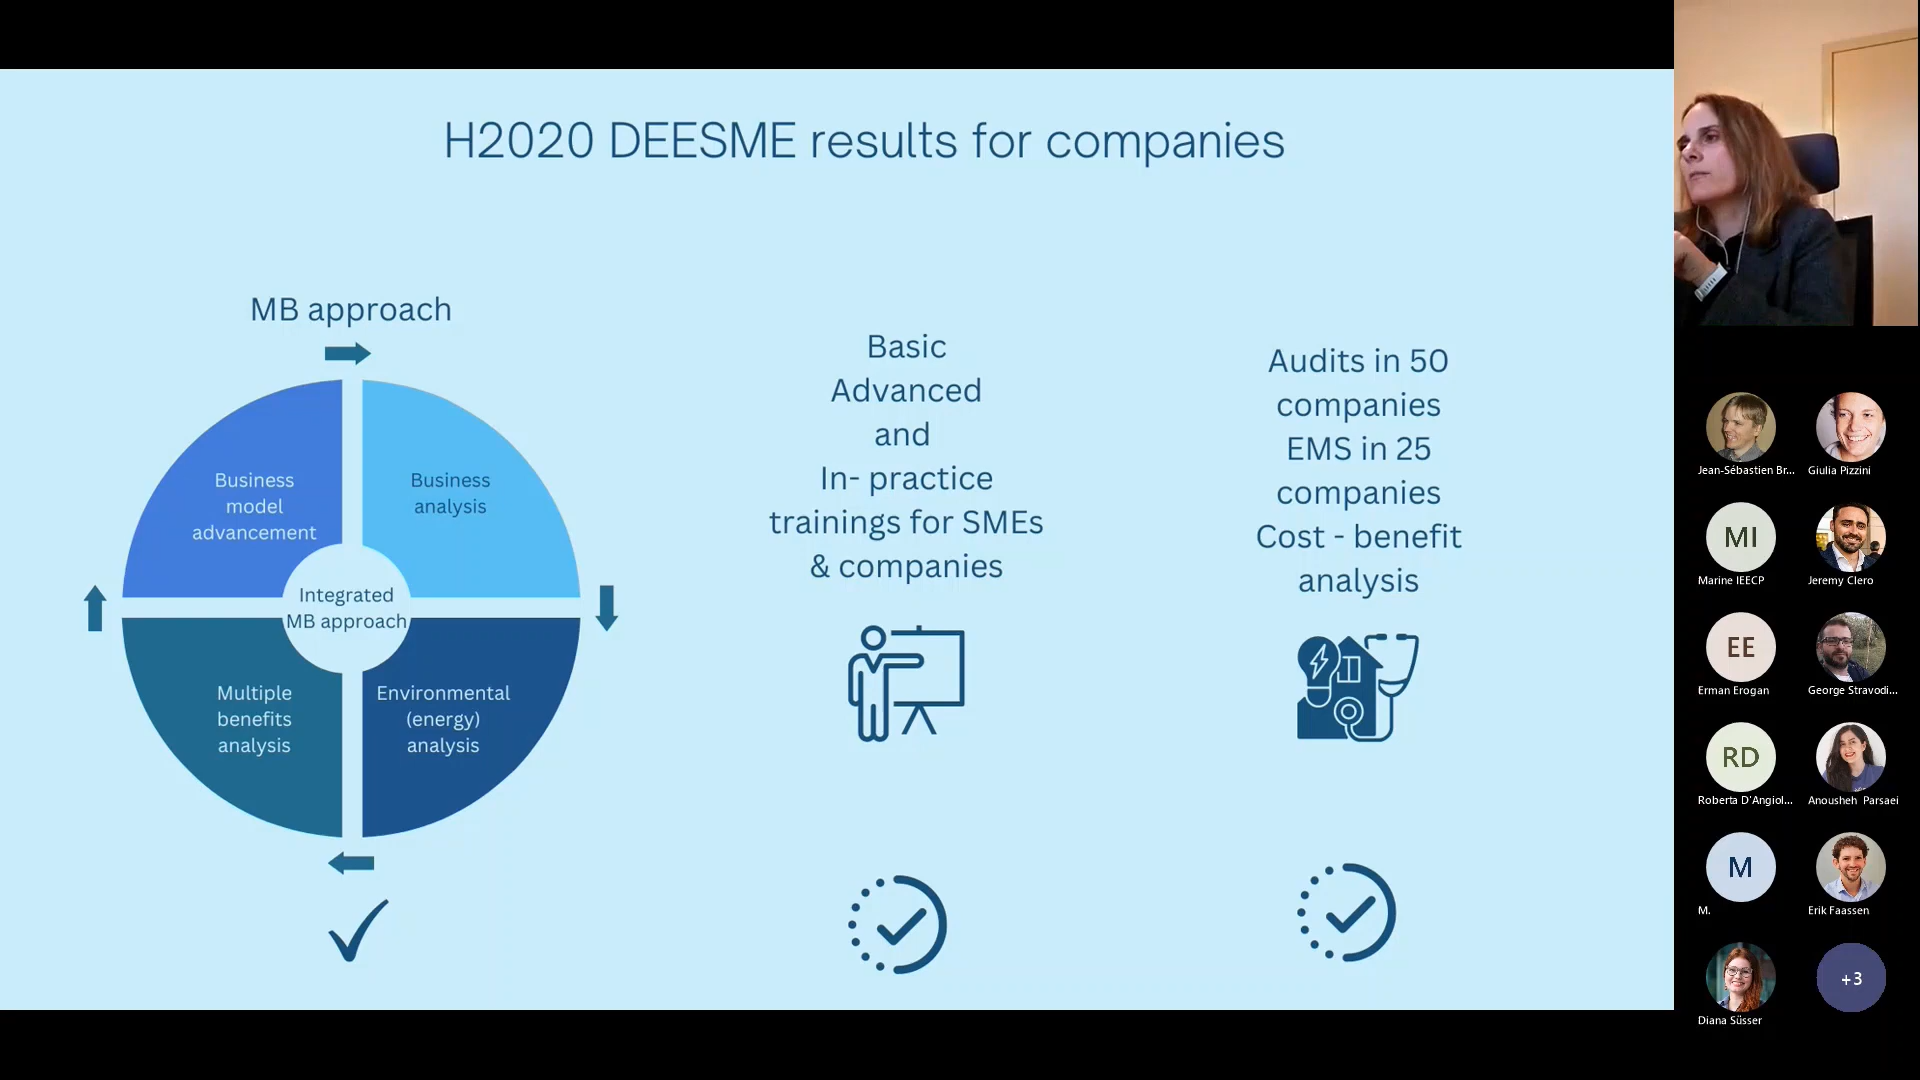 H2020 DEESME results for companies
MB approach
Business
model
advancement
Business
analysis
Integrated
MB approach
Multiple
benefits
analysis
Environmental
(energy)
analysis
Basic
Advanced
and
In- practice
trainings for SMEs
& companies
Audits in 50
companies
EMS in 25
companies
Cost - benefit
analysis
Jean-Sébastien Br...
Giulia Pizzini
MI
Marine IEECP
Jeremy Clero
EE
Erman Erogan
George Stravodi...
RD
Roberta D'Angiol...
Anousheh Parsaei
M
M.
Erik Faassen
Diana Süsser
+3